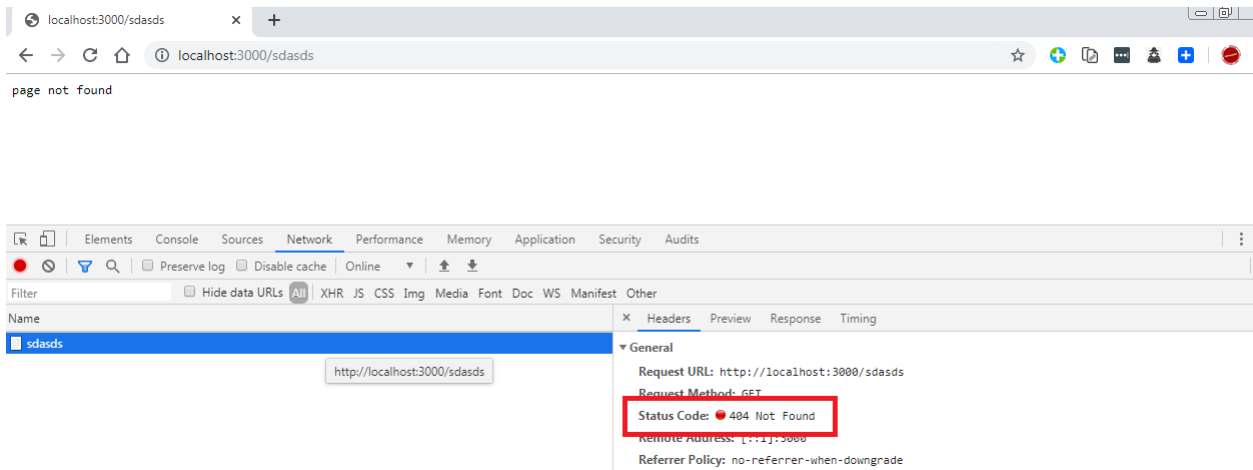 localhost:3000/sdasds
localhost:3000/sdasds
page not found
Elements Console Sources Network Performance Memory Application Security Audits
Preserve log Disable cache Online
Filter Hide data URLs All XHR JS CSS Img Media Font Doc WS Manifest Other
Name Headers Preview Response Timing
sdasds
General
http://localhost:3000/sdasds
Request URL: http://localhost:3000/sdasds
Request Method: GET
Status Code: 404 Not Found
Remote Address: [::1]:3000
Referrer Policy: no-referrer-when-downgrade